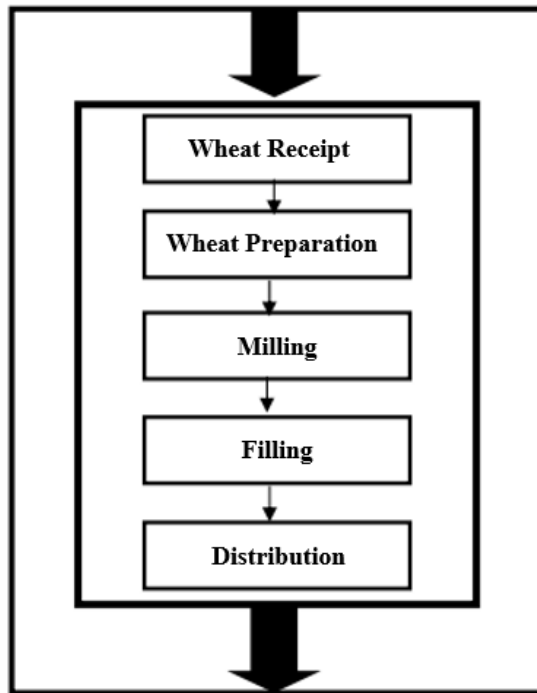 Wheat Receipt
Wheat Preparation
Milling
Filling
Distribution